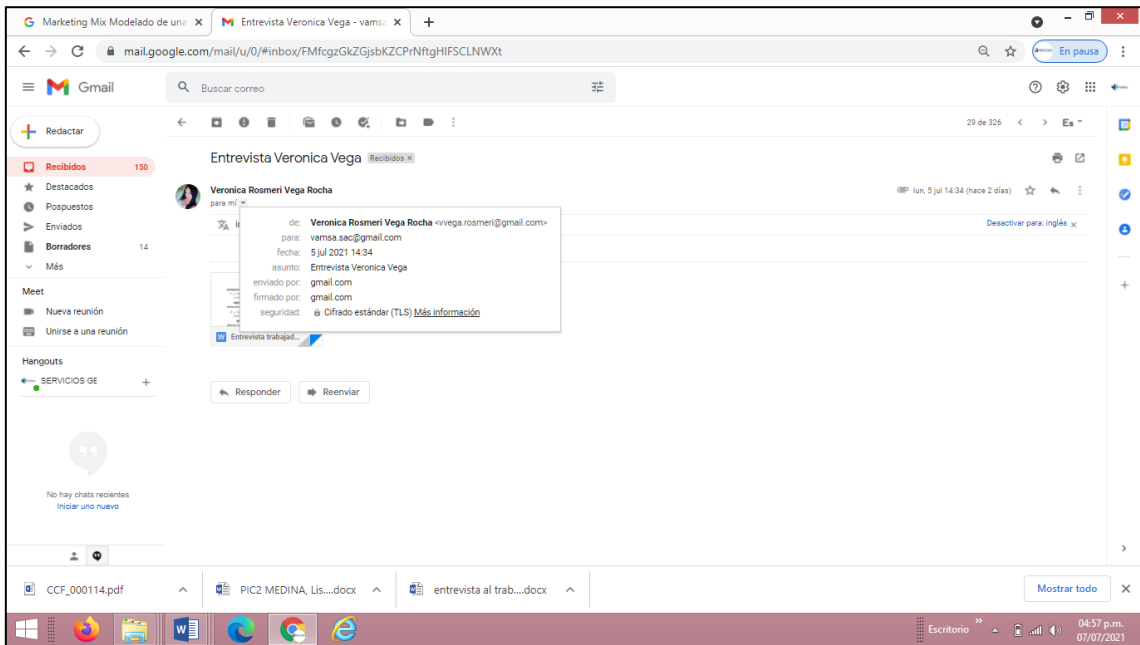 Marketing Mix Modelado de una
Entrevista Veronica Vega - vamsa
mail.google.com/mail/u/0/#inbox/FMfcgzGkZGjsbKZCPrNftgHIFSCLNWXt
En pausa
Gmail
Buscar correo
Redactar
29 de 326
Es
Recibidos 150
Destacados
Pospuestos
Enviados
Borradores 14
Más
Meet
Nueva reunión
Unirse a una reunión
Hangouts
SERVICIOS GE
No hay chats recientes
Iniciar uno nuevo
Entrevista Veronica Vega Recibidos x
Veronica Rosmeri Vega Rocha
lun, 5 jul 14:34 (hace 2 días)
para mí
Desactivar para: inglés x
de: Veronica Rosmeri Vega Rocha <vvega.rosmeri@gmail.com>
para: vamsa.sac@gmail.com
fecha: 5 jul 2021 14:34
asunto: Entrevista Veronica Vega
enviado por: gmail.com
firmado por: gmail.com
seguridad: Cifrado estándar (TLS) Más información
W Entrevista trabajad...
Responder
Reenviar
CCF_000114.pdf
PIC2 MEDINA, Lis....docx
entrevista al trab....docx
Mostrar todo
Escritorio
04:57 p.m.
07/07/2021